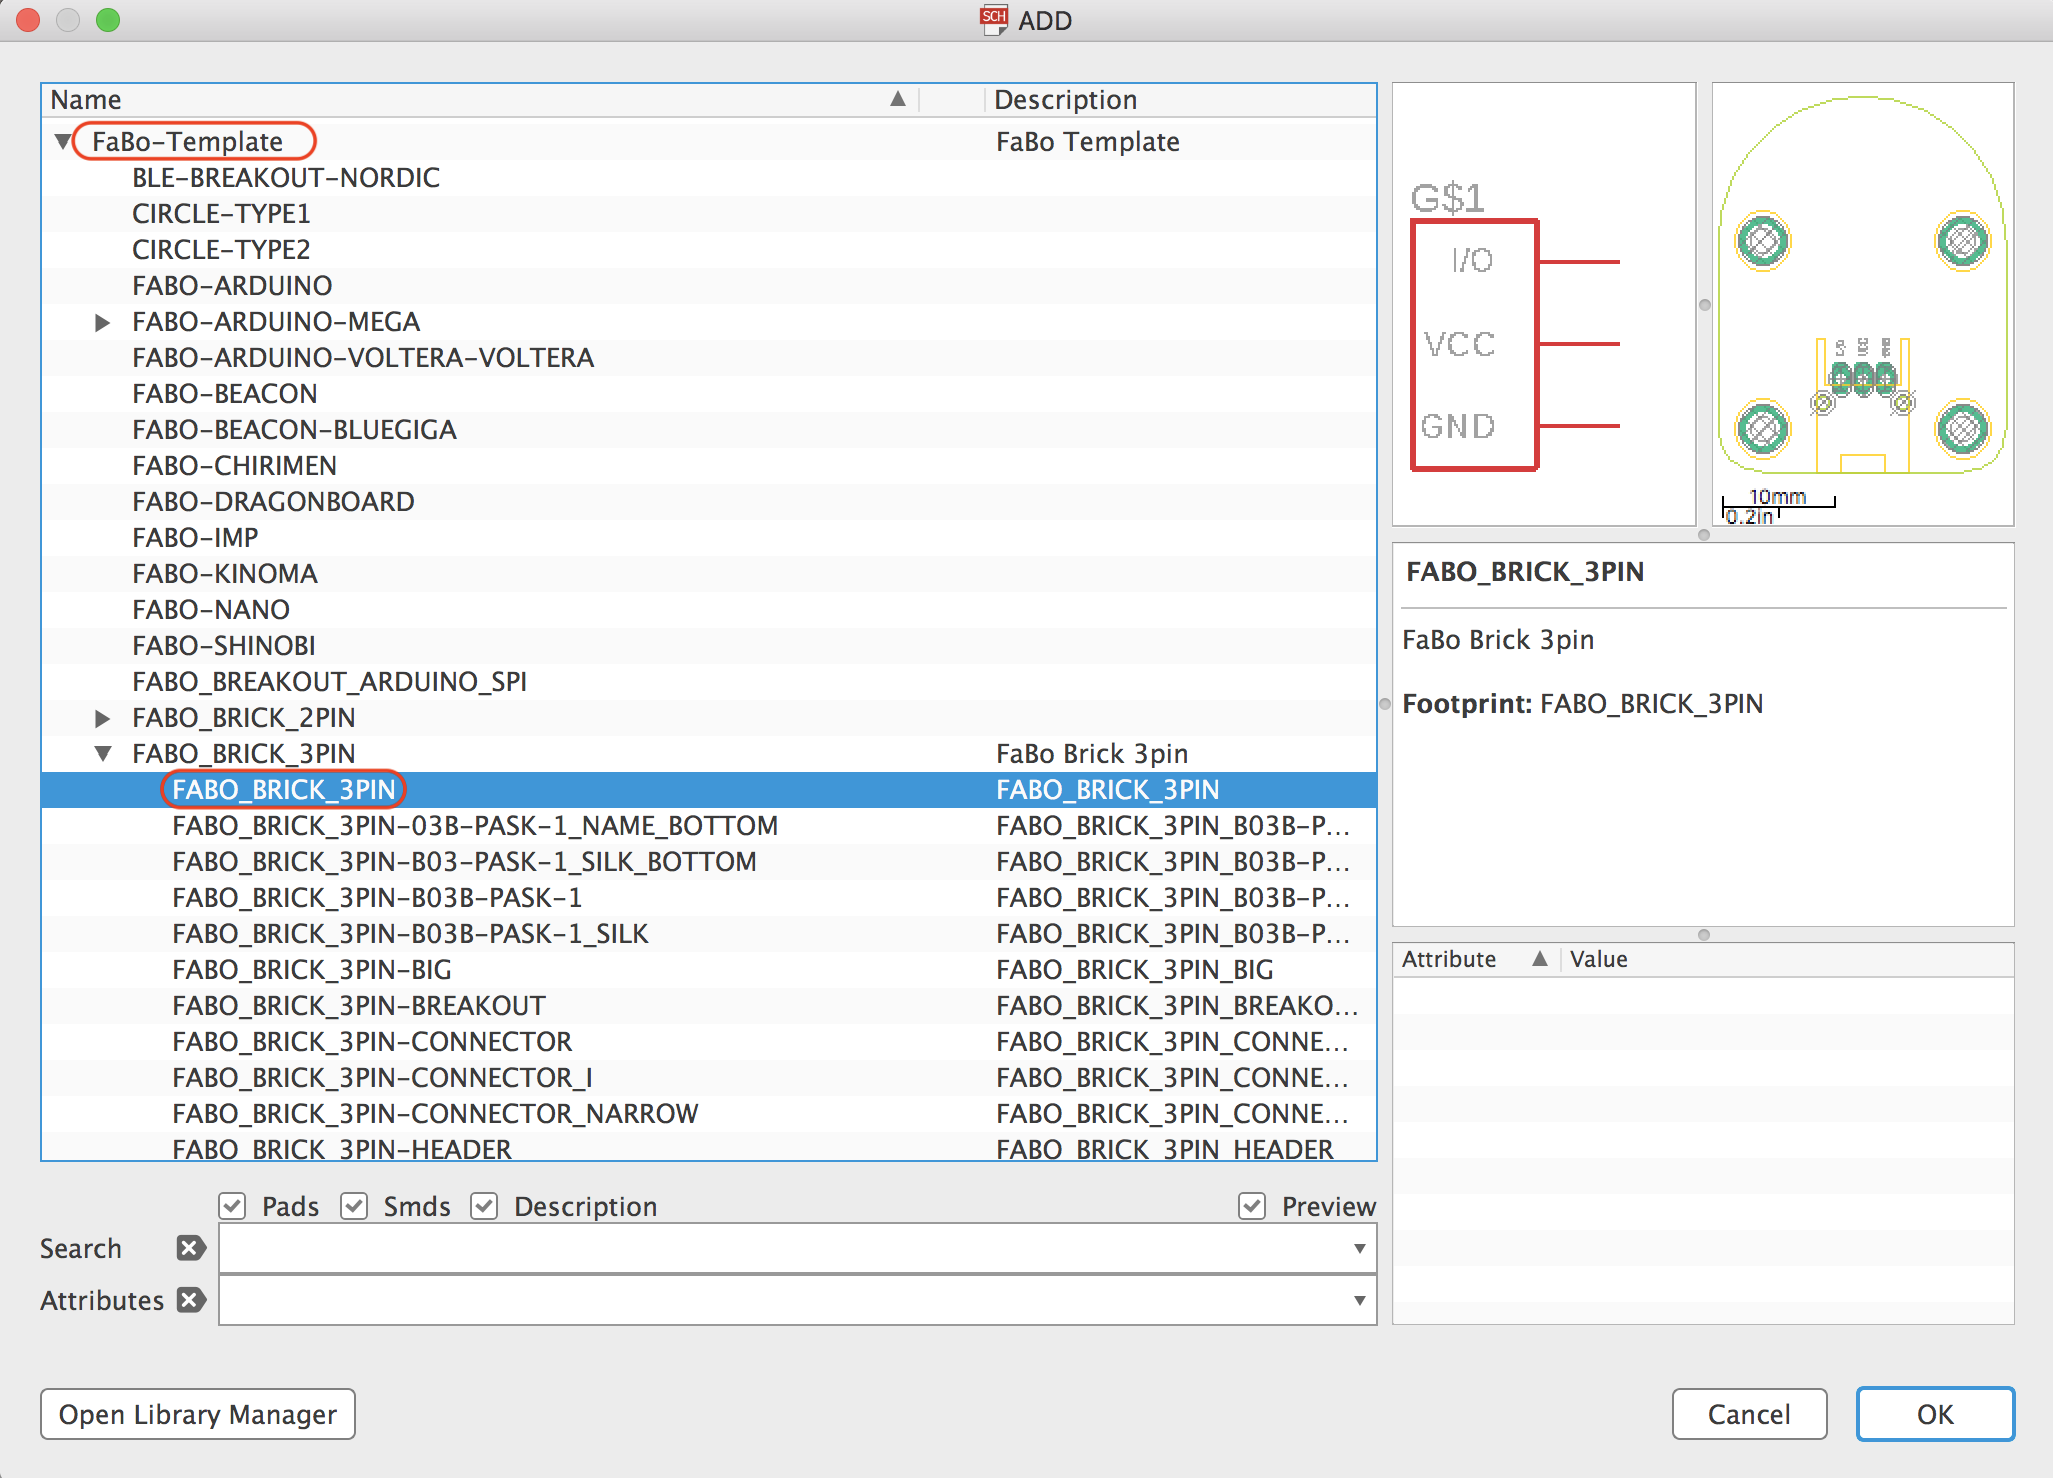 SCH ADD
Name Description
FaBo-Template FaBo Template
BLE-BREAKOUT-NORDIC
CIRCLE-TYPE1
CIRCLE-TYPE2
FABO-ARDUINO
FABO-ARDUINO-MEGA
FABO-ARDUINO-VOLTERA-VOLTERA
FABO-BEACON
FABO-BEACON-BLUEGIGA
FABO-CHIRIMEN
FABO-DRAGONBOARD
FABO-IMP
FABO-KINOMA
FABO-NANO
FABO-SHINOBI
FABO_BREAKOUT_ARDUINO_SPI
FABO_BRICK_2PIN
FABO_BRICK_3PIN FaBo Brick 3pin
FABO_BRICK_3PIN FABO_BRICK_3PIN
FABO_BRICK_3PIN-03B-PASK-1_NAME_BOTTOM FABO_BRICK_3PIN_B03B-P...
FABO_BRICK_3PIN-B03-PASK-1_SILK_BOTTOM FABO_BRICK_3PIN_B03B-P...
FABO_BRICK_3PIN-B03B-PASK-1 FABO_BRICK_3PIN_B03B-P...
FABO_BRICK_3PIN-B03B-PASK-1_SILK FABO_BRICK_3PIN_B03B-P...
FABO_BRICK_3PIN-BIG FABO_BRICK_3PIN_BIG
FABO_BRICK_3PIN-BREAKOUT FABO_BRICK_3PIN_BREAKO...
FABO_BRICK_3PIN-CONNECTOR FABO_BRICK_3PIN_CONNE...
FABO_BRICK_3PIN-CONNECTOR_I FABO_BRICK_3PIN_CONNE...
FABO_BRICK_3PIN-CONNECTOR_NARROW FABO_BRICK_3PIN_CONNE...
FABO_BRICK_3PIN-HEADER FABO_BRICK_3PIN_HEADER
Pads Smds Description Preview
Search
Attributes
Open Library Manager
G$1
I/O
VCC
GND
10mm
0.2in
FABO_BRICK_3PIN
FaBo Brick 3pin
Footprint: FABO_BRICK_3PIN
Attribute Value
Cancel OK